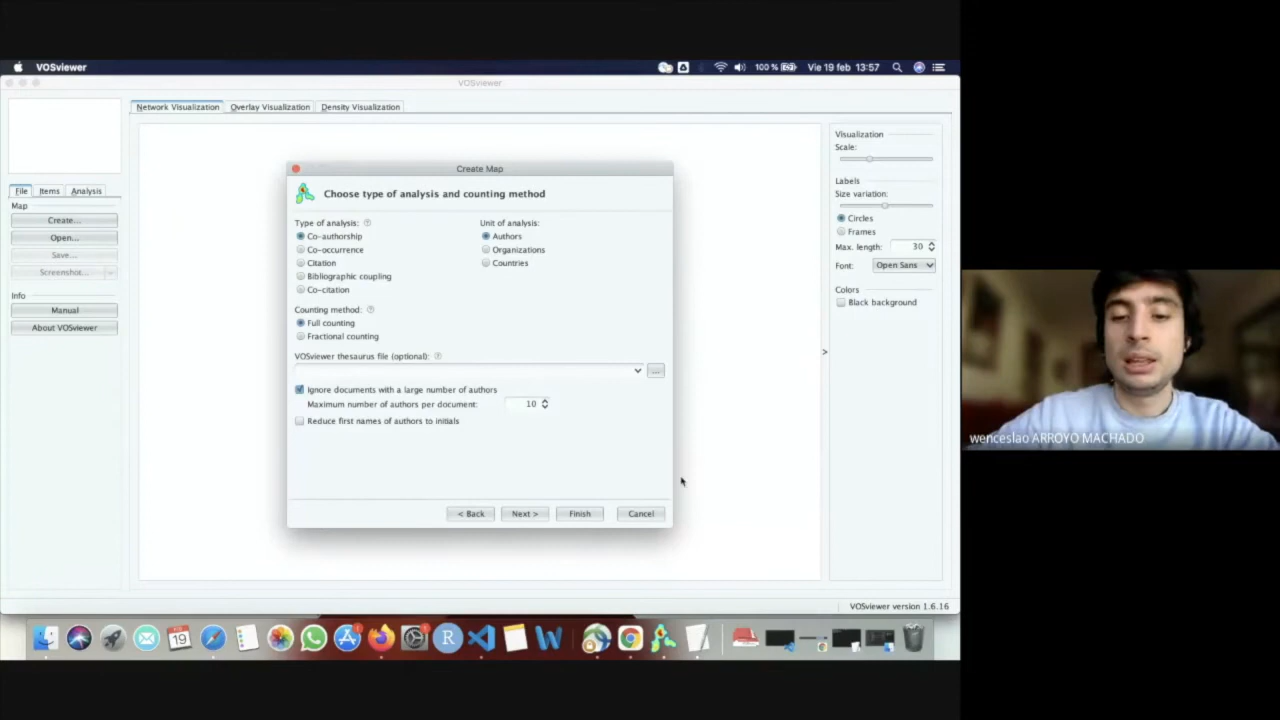 VOSviewer
100 %
Vie 19 feb 13:57
VOSviewer
Network Visualization
Overlay Visualization
Density Visualization
File
Items
Analysis
Map
Create...
Open...
Save...
Screenshot...
Info
Manual
About VOSviewer
Create Map
Choose type of analysis and counting method
Type of analysis:
Unit of analysis:
Co-authorship
Authors
Co-occurrence
Organizations
Citation
Countries
Bibliographic coupling
Co-citation
Counting method:
Full counting
Fractional counting
VOSviewer thesaurus file (optional):
...
Ignore documents with a large number of authors
Maximum number of authors per document: 10
Reduce first names of authors to initials
< Back
Next >
Finish
Cancel
Visualization
Scale:
Labels
Size variation:
Circles
Frames
Max. length: 30
Font: Open Sans
Colors
Black background
>
VOSviewer version 1.6.16
wenceslao ARROYO MACHADO
19
R
W